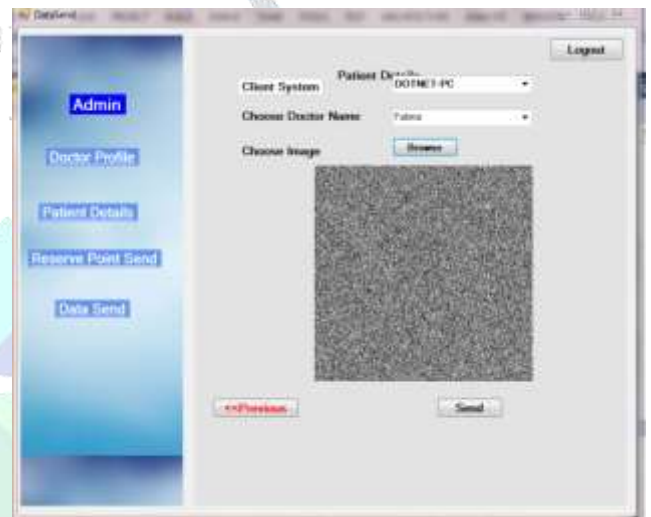 DataSend
Logout
Patient
Client System
DOTNET-PC
Admin
Choose Doctor Name
Doctor Profile
Choose Image
Browse
Patient Details
Reserve Point Send
Data Send
<<Previous
Send